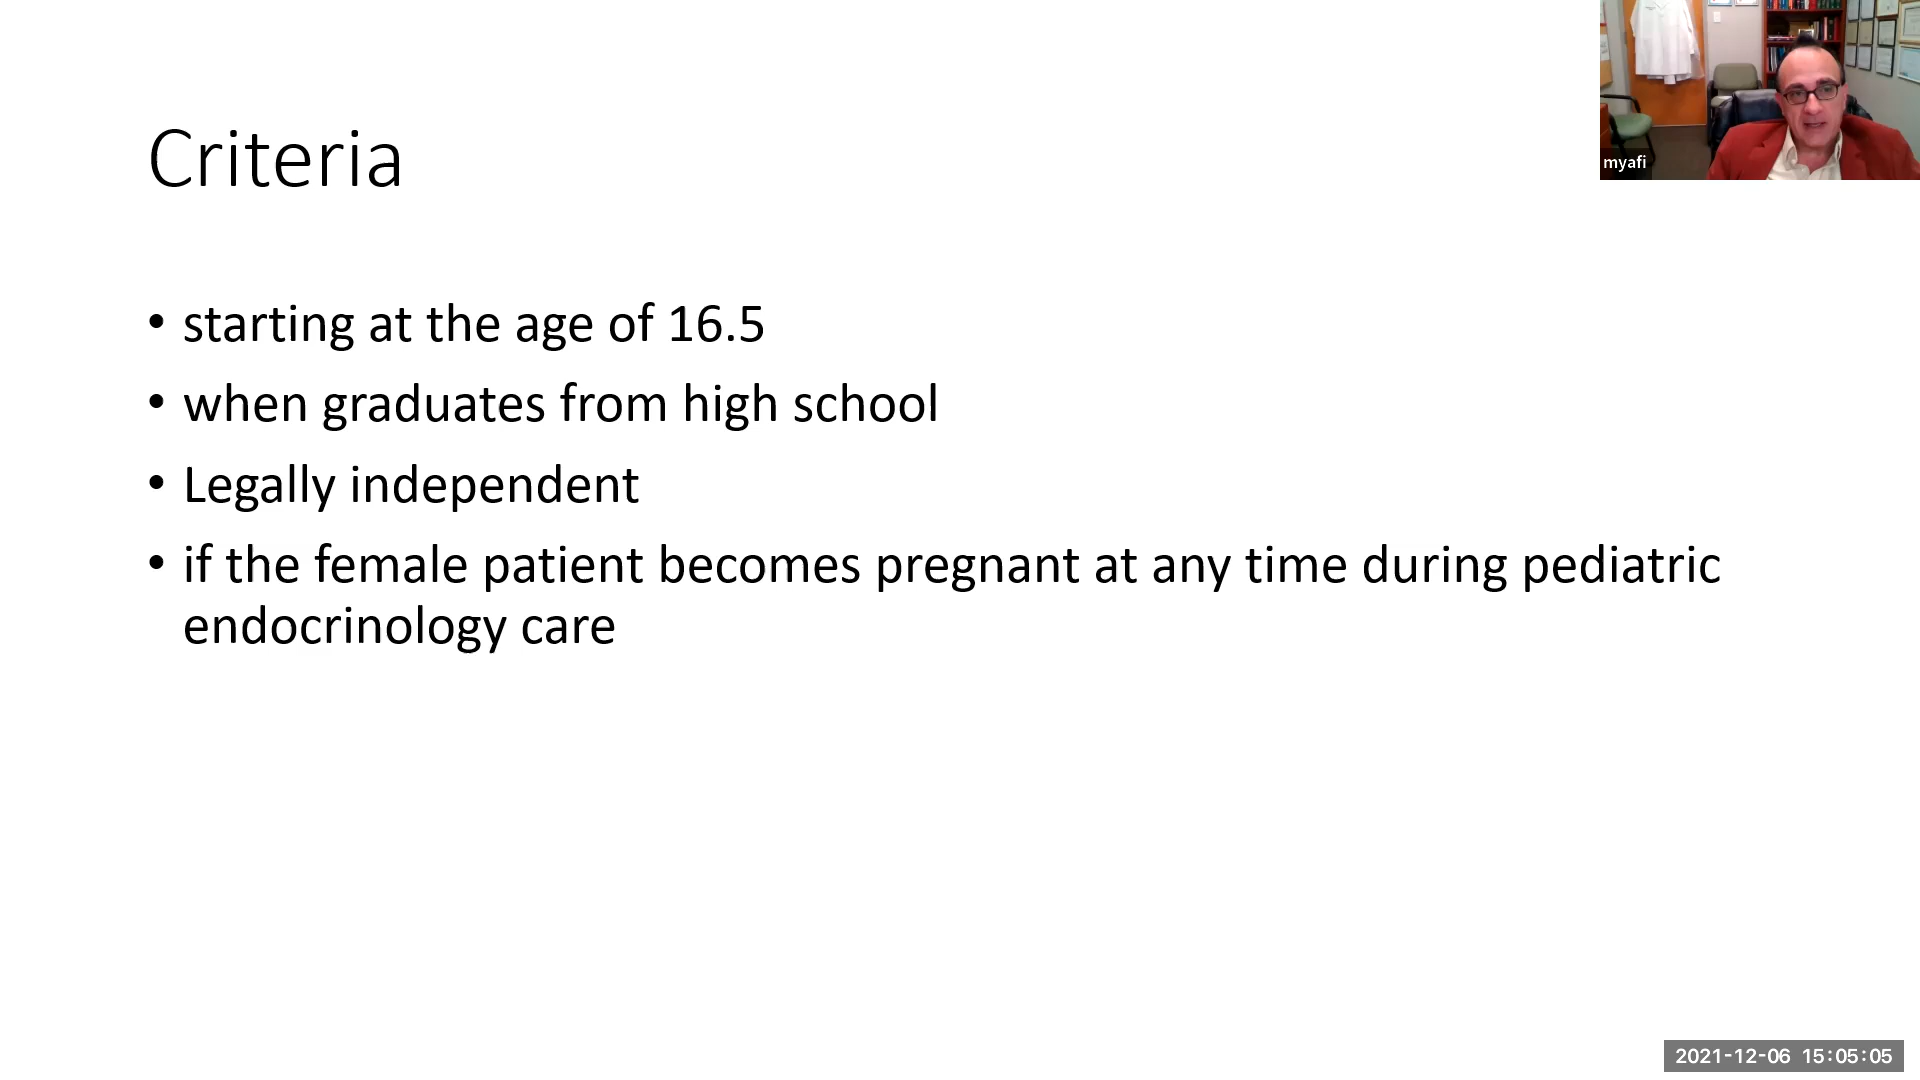 Criteria
myafi
• starting at the age of 16.5
• when graduates from high school
• Legally independent
• if the female patient becomes pregnant at any time during pediatric
endocrinology care
2021-12-06 15:05:05